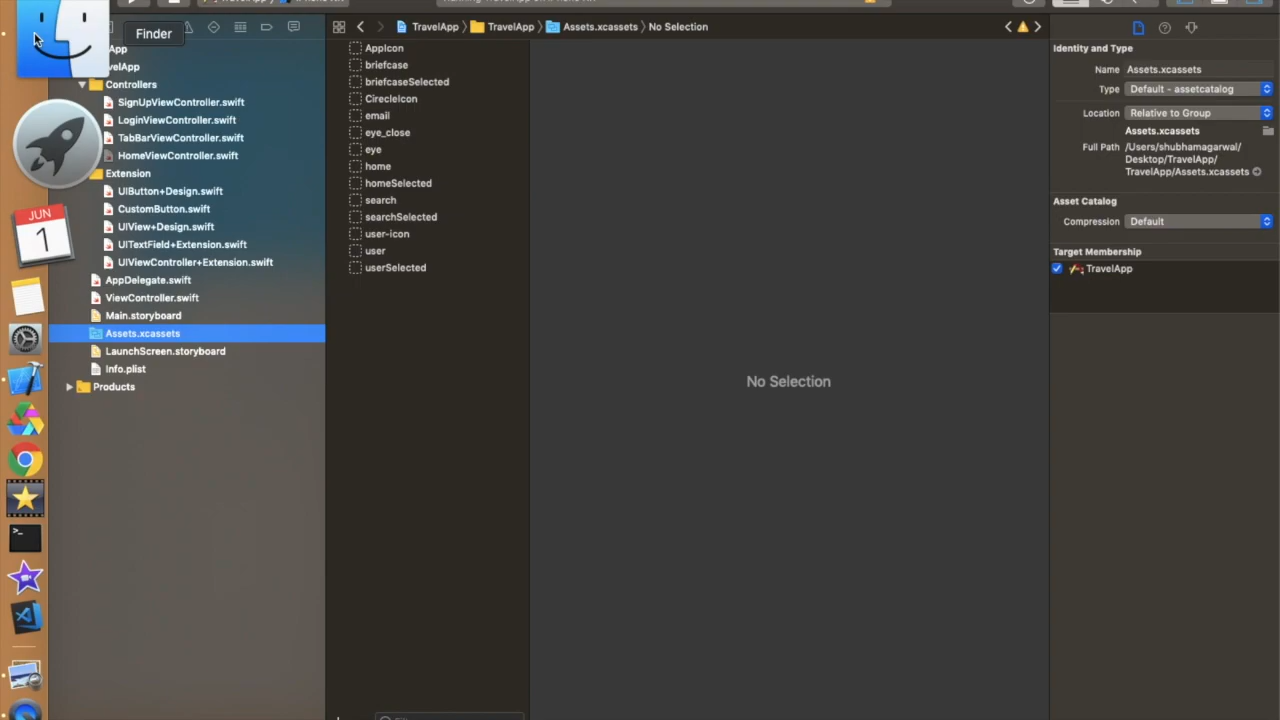 Finder
TravelApp
TravelApp
Assets.xcassets
No Selection
App
velApp
Controllers
SignUpViewController.swift
LoginViewController.swift
TabBarViewController.swift
HomeViewController.swift
Extension
UIButton+Design.swift
CustomButton.swift
UIView+Design.swift
UITextField+Extension.swift
UIViewController+Extension.swift
AppDelegate.swift
ViewController.swift
Main.storyboard
Assets.xcassets
LaunchScreen.storyboard
Info.plist
Products
JUN
1
AppIcon
briefcase
briefcaseSelected
CirecleIcon
email
eye_close
eye
home
homeSelected
search
searchSelected
user-icon
user
userSelected
No Selection
Identity and Type
Name Assets.xcassets
Type Default - assetcatalog
Location Relative to Group
Assets.xcassets
Full Path /Users/shubhamagarwal/
Desktop/TravelApp/
TravelApp/Assets.xcassets
Asset Catalog
Compression Default
Target Membership
TravelApp